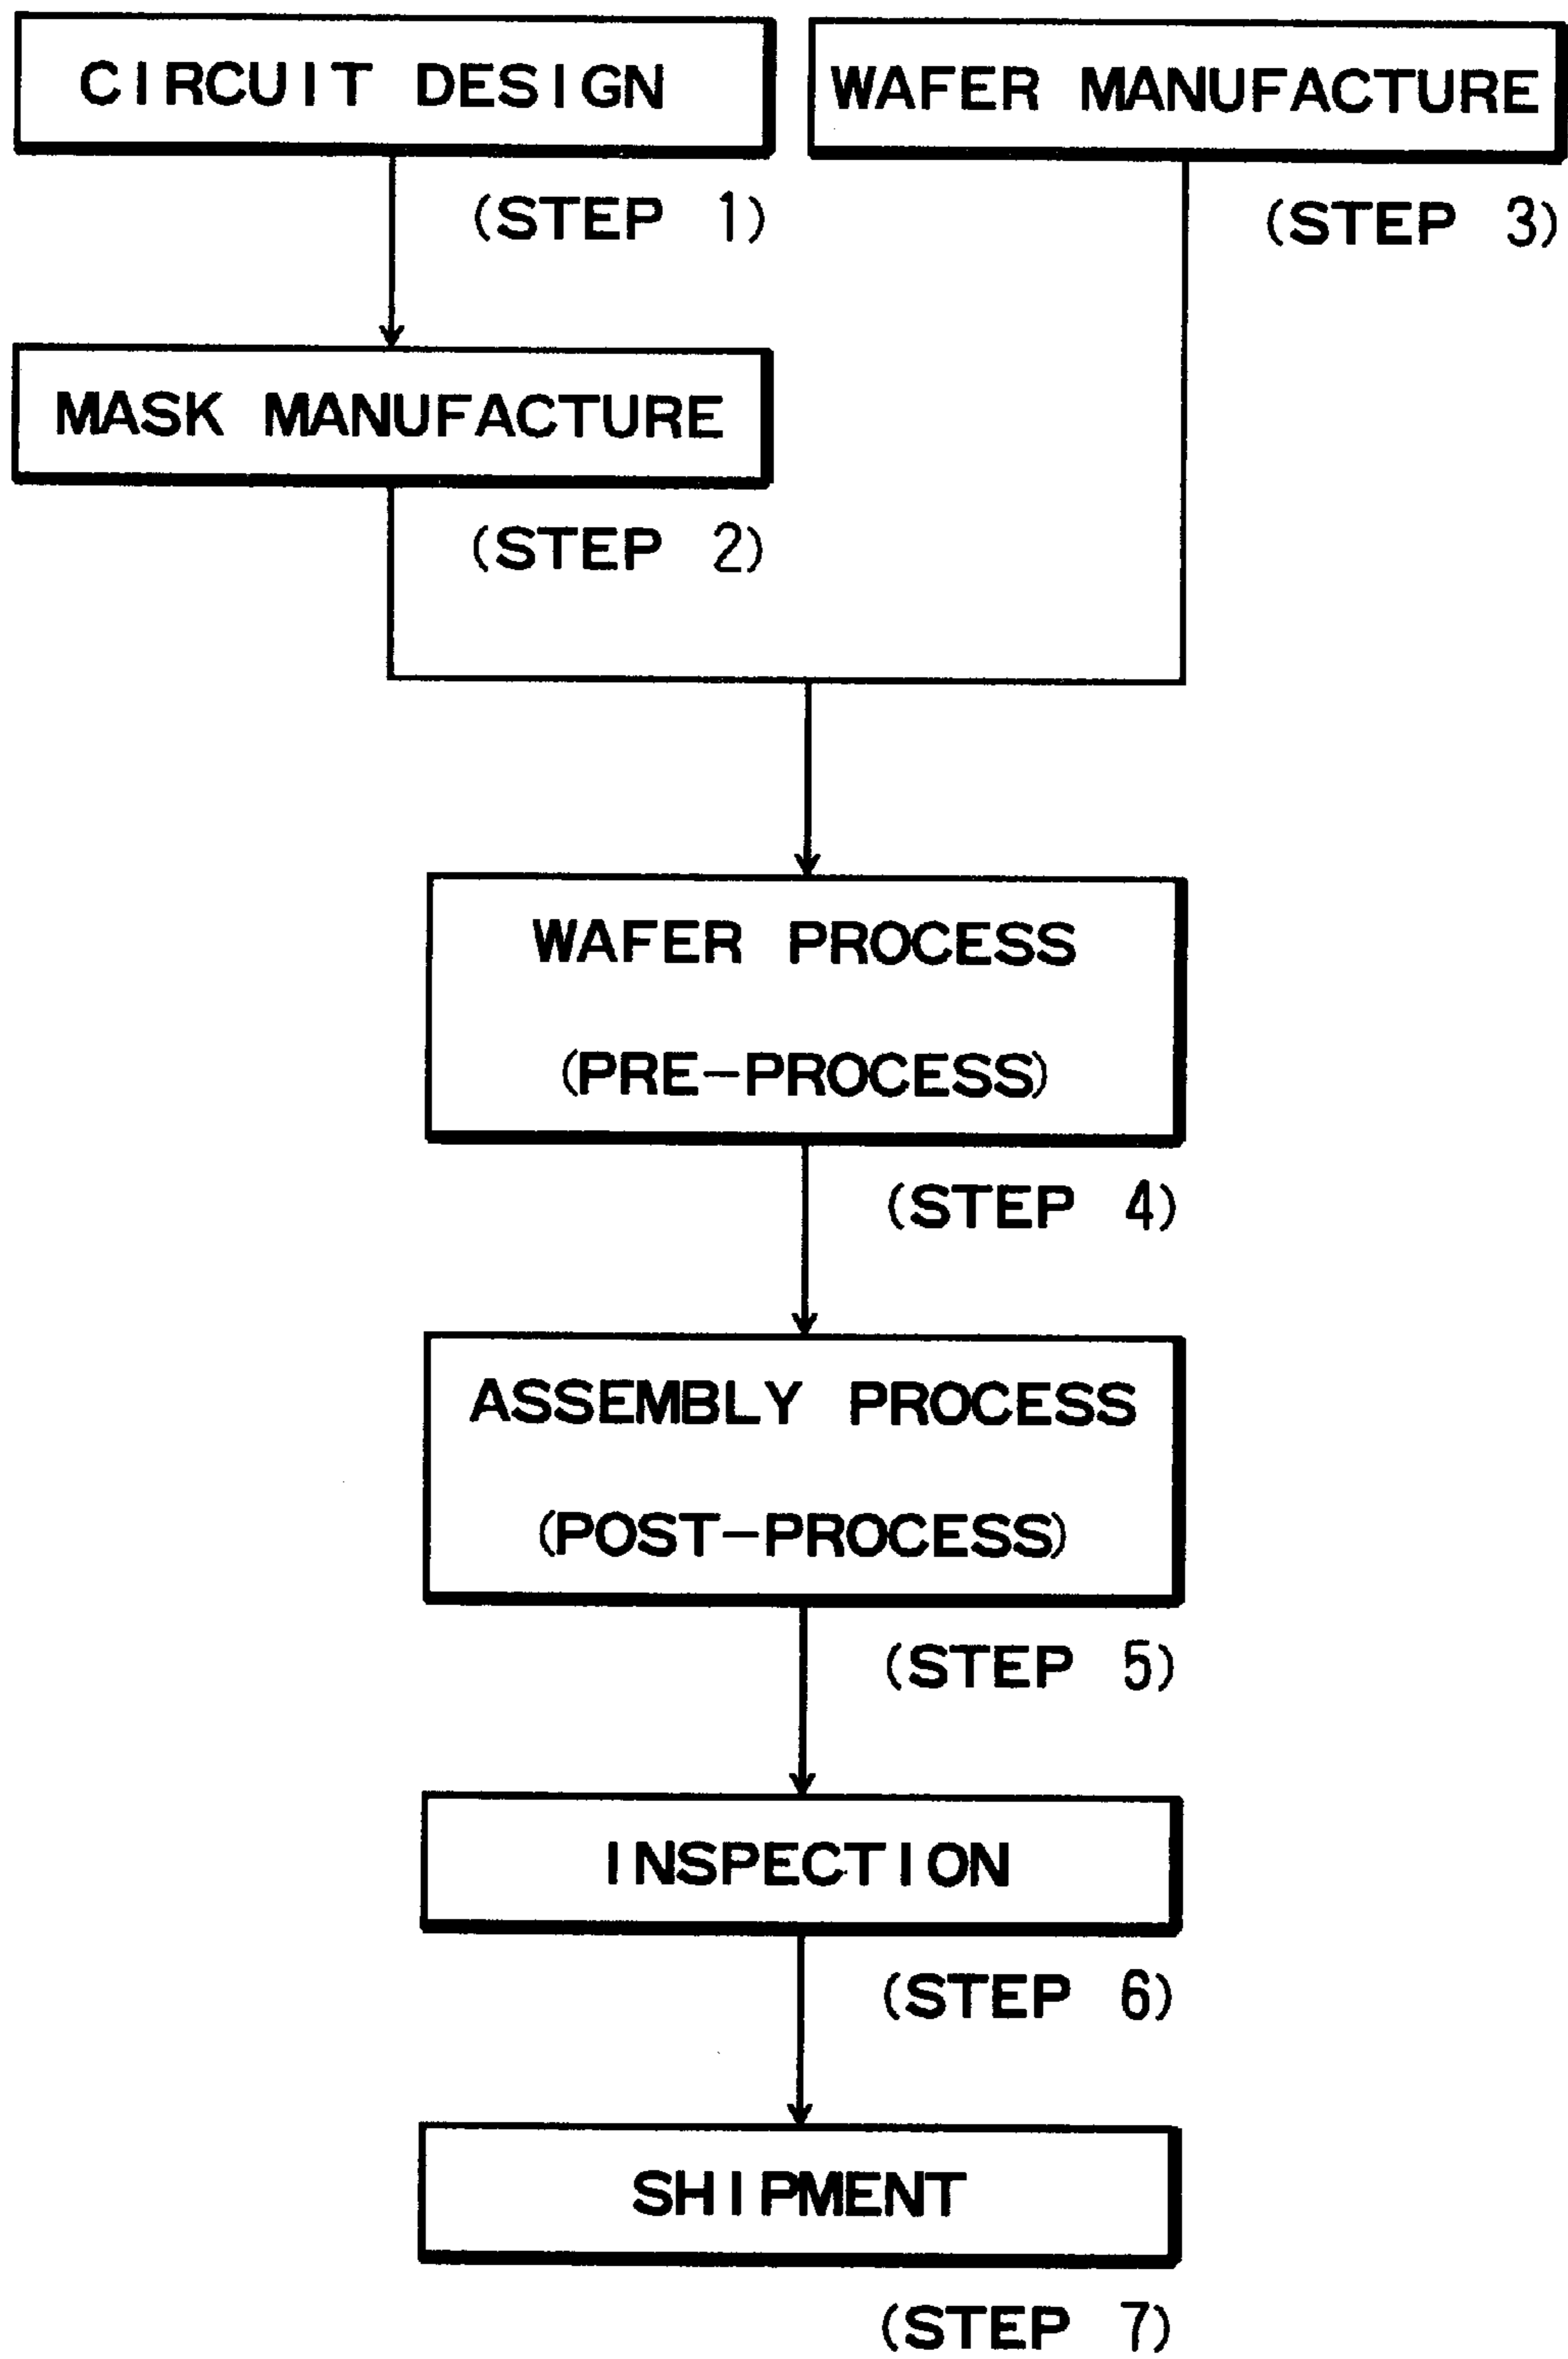 CIRCUIT DESIGN
(STEP 1)
WAFER MANUFACTURE
(STEP 3)
MASK MANUFACTURE
(STEP 2)
WAFER PROCESS
(PRE-PROCESS)
(STEP 4)
ASSEMBLY PROCESS
(POST-PROCESS)
(STEP 5)
INSPECTION
(STEP 6)
SHIPMENT
(STEP 7)